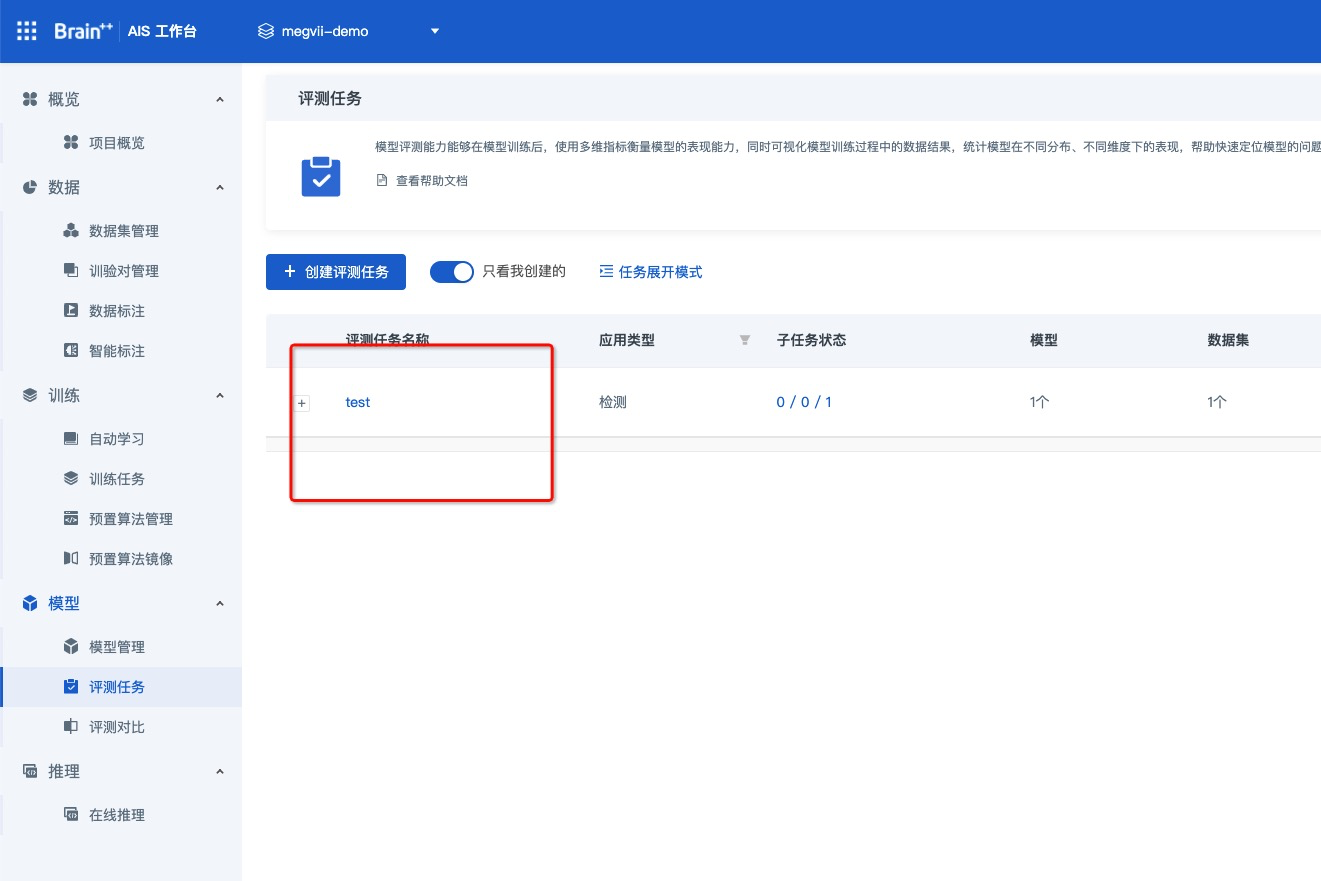 Brain++ AIS 工作台 megvii-demo
概览
项目概览
数据
数据集管理
训验对管理
数据标注
智能标注
训练
自动学习
训练任务
预置算法管理
预置算法镜像
模型
模型管理
评测任务
评测对比
推理
在线推理
评测任务
模型评测能力能够在模型训练后，使用多维指标衡量模型的表现能力，同时可视化模型训练过程中的数据结果，统计模型在不同分布、不同维度下的表现，帮助快速定位模型的问题
查看帮助文档
+ 创建评测任务 只看我创建的 任务展开模式
评测任务名称 应用类型 子任务状态 模型 数据集
+ test 检测 0 / 0 / 1 1个 1个